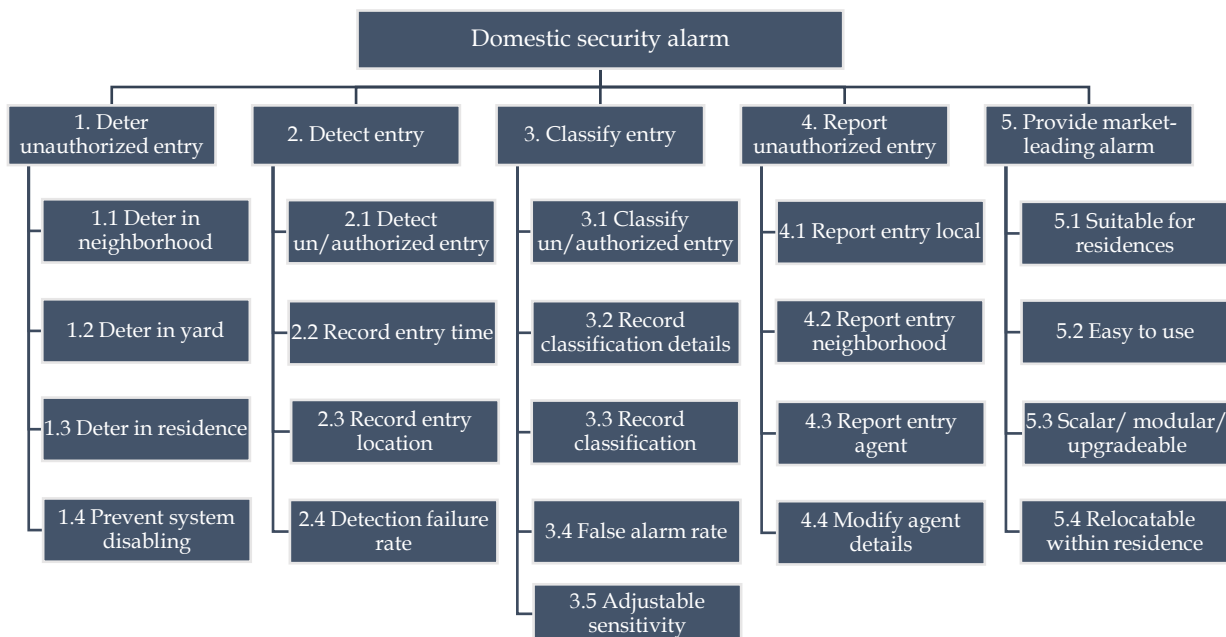 Domestic security alarm
1. Deter
unauthorized entry
2. Detect entry
3. Classify entry
4. Report
unauthorized entry
5. Provide market-
leading alarm
1.1 Deter in
neighborhood
1.2 Deter in yard
1.3 Deter in residence
1.4 Prevent system
disabling
2.1 Detect
un/authorized entry
2.2 Record entry time
2.3 Record entry
location
2.4 Detection failure
rate
3.1 Classify
un/authorized entry
3.2 Record
classification details
3.3 Record
classification
3.4 False alarm rate
3.5 Adjustable
sensitivity
4.1 Report entry local
4.2 Report entry
neighborhood
4.3 Report entry
agent
4.4 Modify agent
details
5.1 Suitable for
residences
5.2 Easy to use
5.3 Scalar/ modular/
upgradeable
5.4 Relocatable
within residence